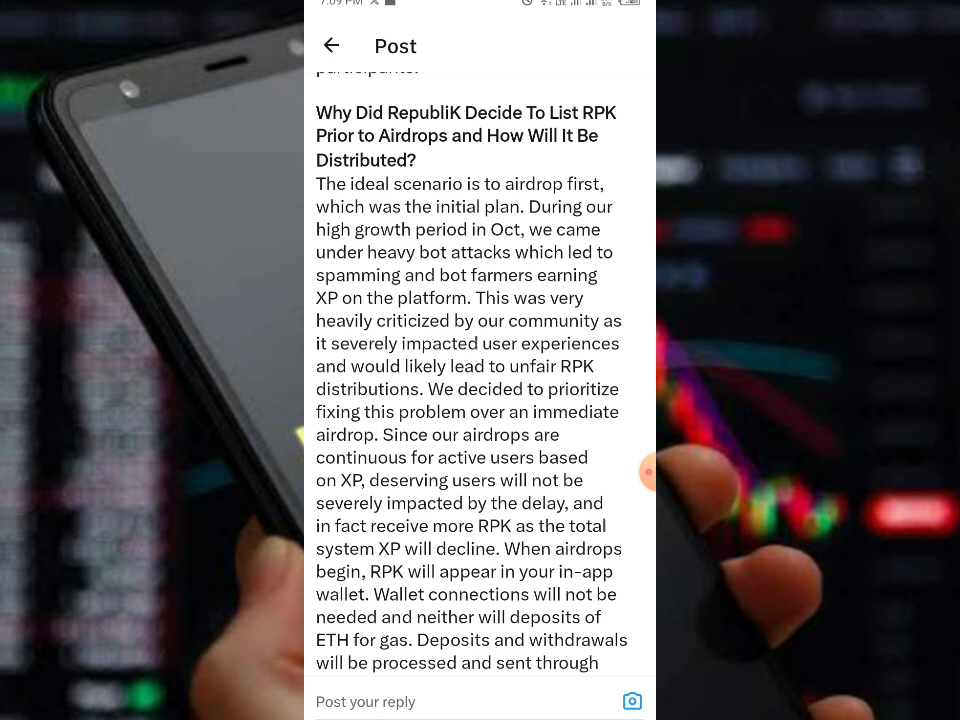 Post
Why Did RepubliK Decide To List RPK
Prior to Airdrops and How Will It Be
Distributed?
The ideal scenario is to airdrop first,
which was the initial plan. During our
high growth period in Oct, we came
under heavy bot attacks which led to
spamming and bot farmers earning
XP on the platform. This was very
heavily criticized by our community as
it severely impacted user experiences
and would likely lead to unfair RPK
distributions. We decided to prioritize
fixing this problem over an immediate
airdrop. Since our airdrops are
continuous for active users based
on XP, deserving users will not be
severely impacted by the delay, and
in fact receive more RPK as the total
system XP will decline. When airdrops
begin, RPK will appear in your in-app
wallet. Wallet connections will not be
needed and neither will deposits of
ETH for gas. Deposits and withdrawals
will be processed and sent through
Post your reply